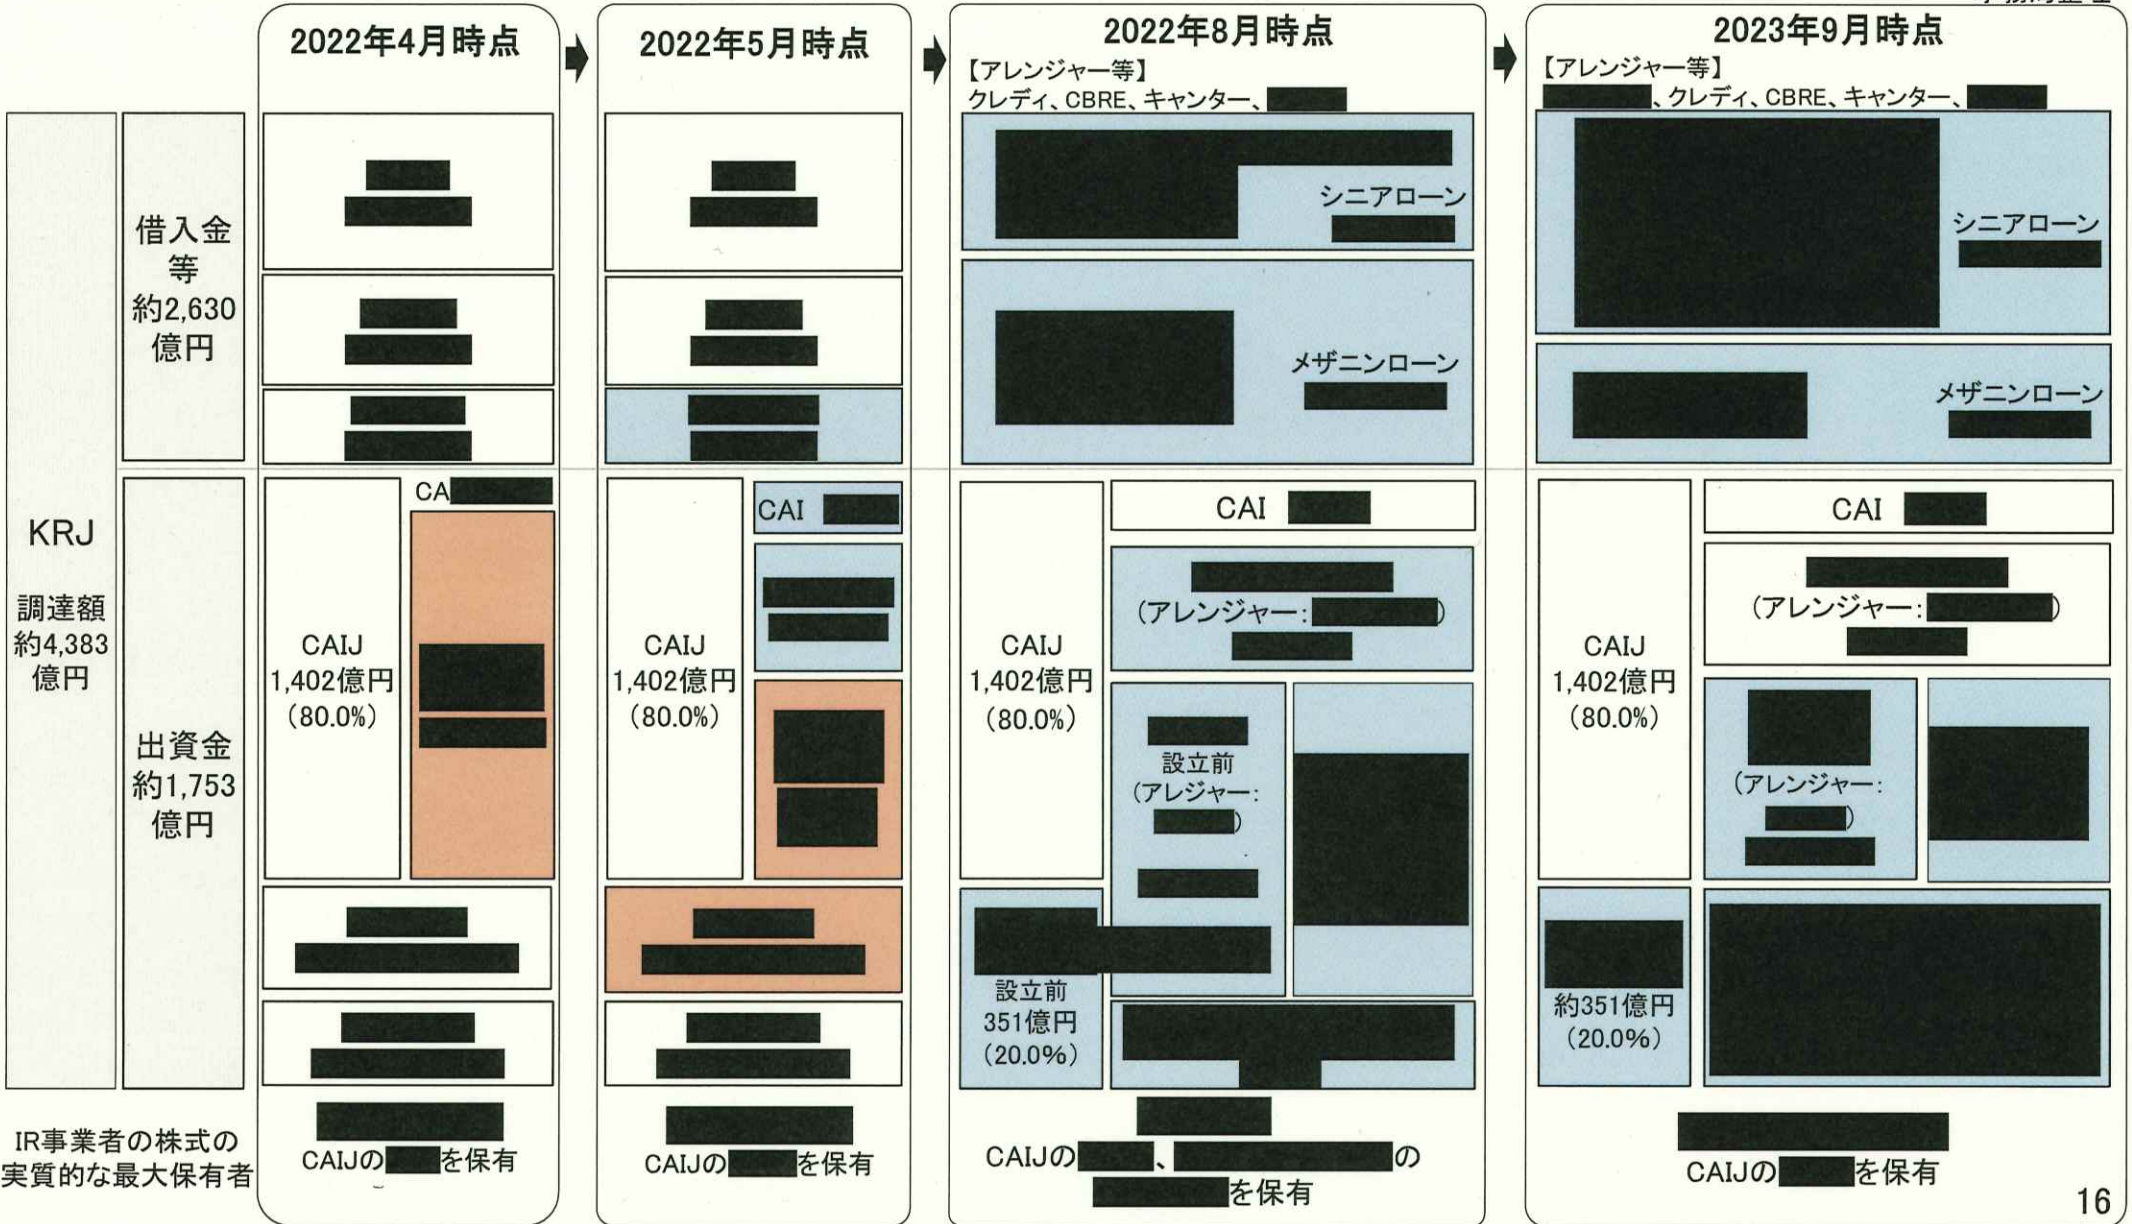 2022年4月時点
2022年5月時点
2022年8月時点
【アレンジャー等】
クレディ、CBRE、キャンター、
2023年9月時点
【アレンジャー等】
、クレディ、CBRE、キャンター、
KRJ
調達額
約4,383
億円
借入金
等
約2,630
億円
シニアローン
メザニンローン
シニアローン
メザニンローン
出資金
約1,753
億円
CAIJ
1,402億円
(80.0%)
CA
CAIJ
1,402億円
(80.0%)
CAI
CAIJ
1,402億円
(80.0%)
CAI
(アレンジャー: )
設立前
(アレジャー:
)
設立前
351億円
(20.0%)
CAIJ
1,402億円
(80.0%)
CAI
(アレンジャー: )
(アレンジャー:
)
約351億円
(20.0%)
IR事業者の株式の
実質的な最大保有者
CAIJの を保有
CAIJの を保有
CAIJの 、 の
を保有
CAIJの を保有
16